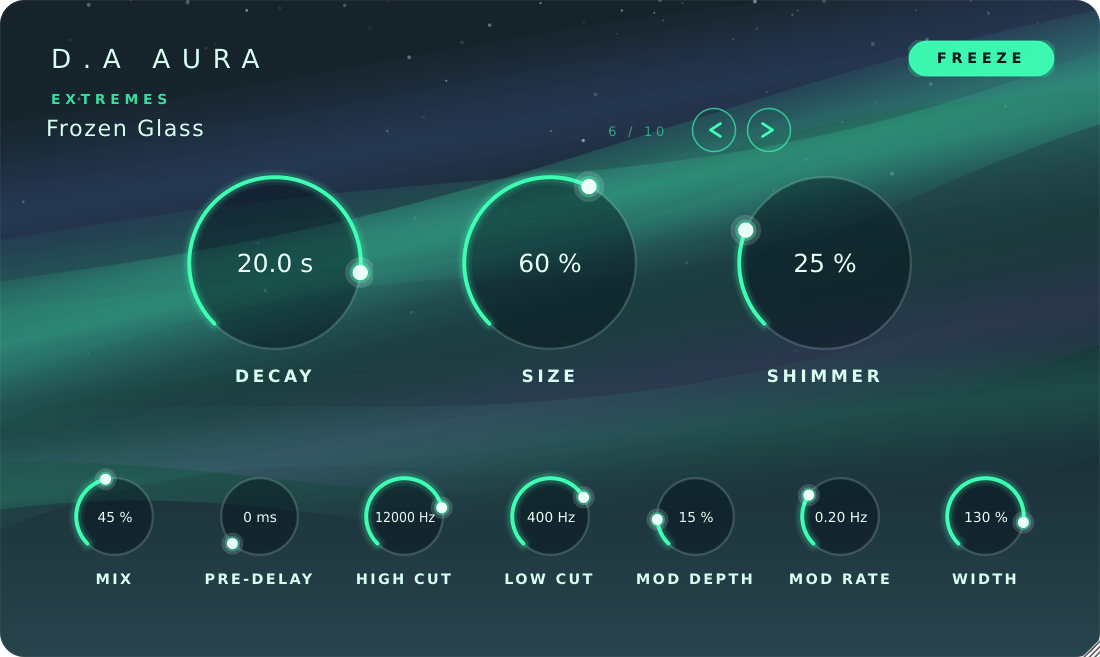 D.A AURA
FREEZE
EXTREMES
Frozen Glass
6 / 10
< >
20.0 s 60 % 25 %
DECAY SIZE SHIMMER
45 % 0 ms 12000 Hz 400 Hz 15 % 0.20 Hz 130 %
MIX PRE-DELAY HIGH CUT LOW CUT MOD DEPTH MOD RATE WIDTH